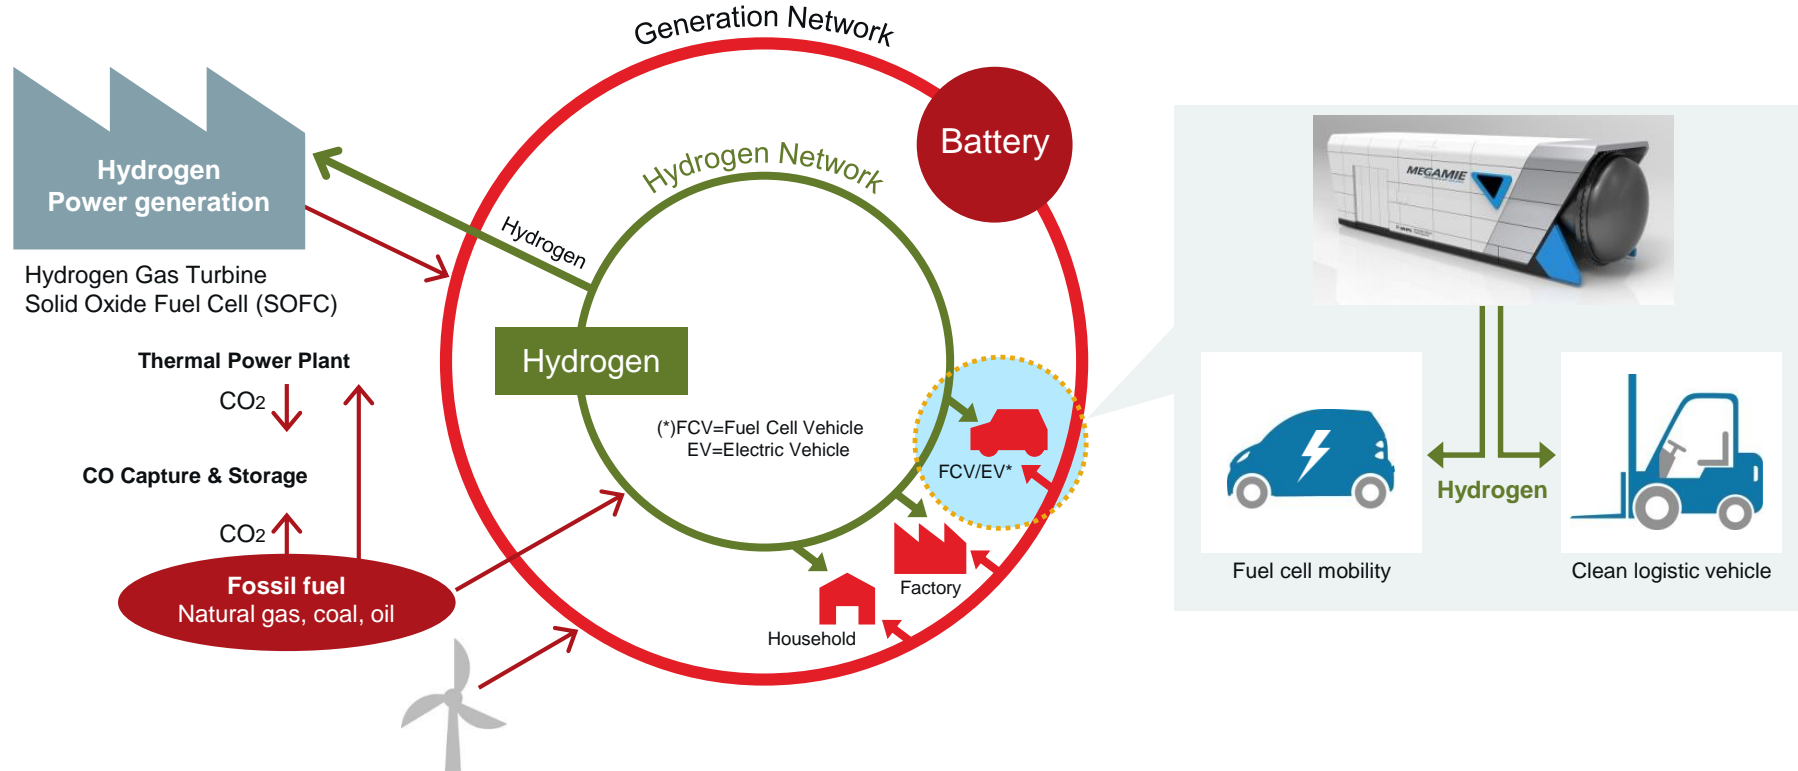 Generation Network
Hydrogen Network
Battery
Hydrogen
Power generation
Hydrogen
Hydrogen Gas Turbine
Solid Oxide Fuel Cell (SOFC)
Thermal Power Plant
CO2
CO Capture & Storage
CO2
Fossil fuel
Natural gas, coal, oil
Hydrogen
(*)FCV=Fuel Cell Vehicle
EV=Electric Vehicle
FCV/EV*
Factory
Household
MEGAMIE
Hydrogen
Fuel cell mobility
Clean logistic vehicle